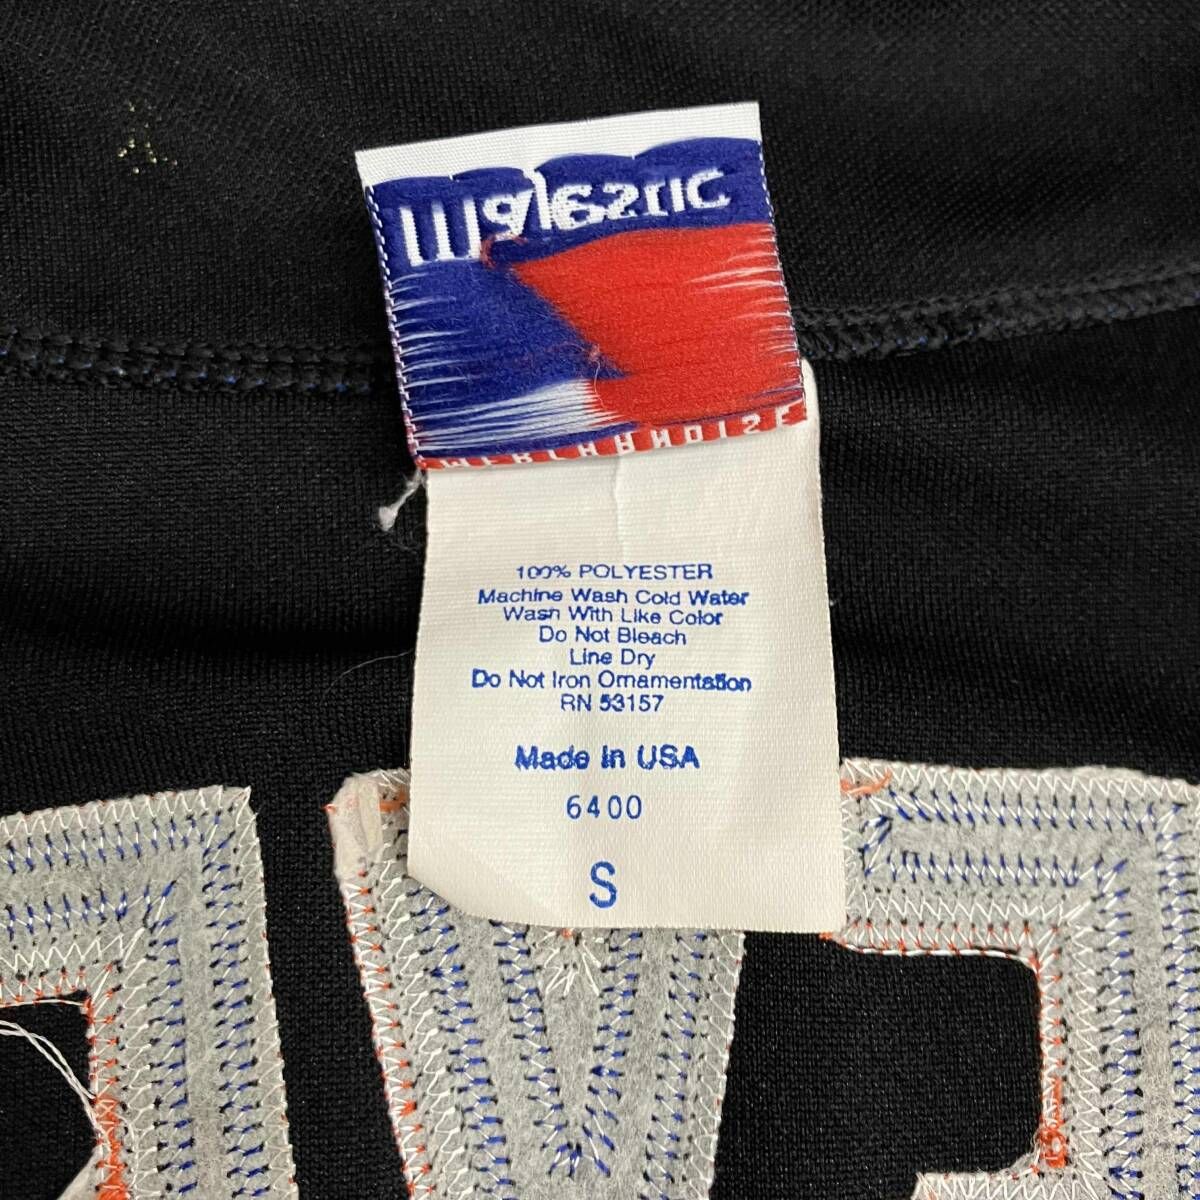 100% POLYESTER
Machine Wash Cold Water
Wash With Like Color
Do Not Bleach
Line Dry
Do Not Iron Ornamentation
RN 53157
Made in USA
6400
S